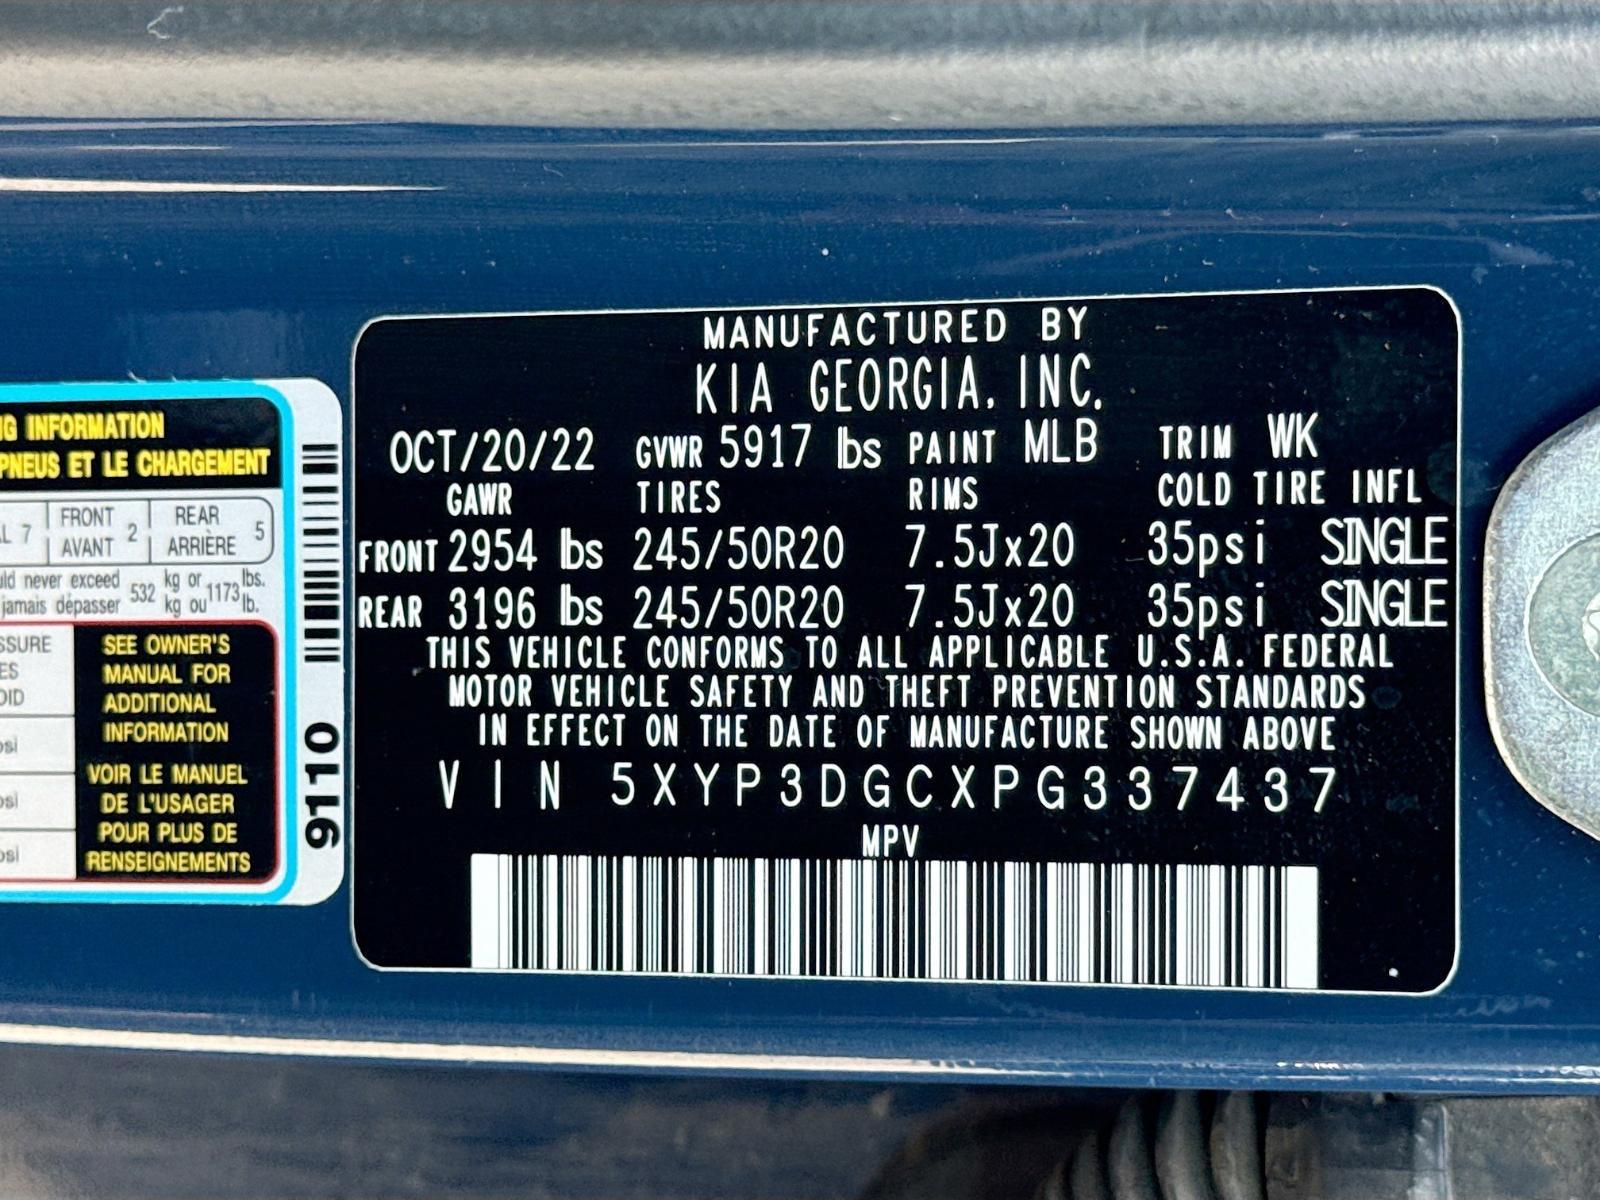 MANUFACTURED BY
KIA GEORGIA, INC.
OCT/20/22 GVWR 5917 lbs PAINT MLB TRIM WK
GAWR TIRES RIMS COLD TIRE INFL
FRONT 2954 lbs 245/50R20 7.5Jx20 35psi SINGLE
REAR 3196 lbs 245/50R20 7.5Jx20 35psi SINGLE
THIS VEHICLE CONFORMS TO ALL APPLICABLE U.S.A. FEDERAL
MOTOR VEHICLE SAFETY AND THEFT PREVENTION STANDARDS
IN EFFECT ON THE DATE OF MANUFACTURE SHOWN ABOVE
VIN 5XYP3DGCXPG337437
MPV
INFORMATION
PNEUS ET LE CHARGEMENT
7 FRONT 2 REAR 5
AVANT ARRIÈRE
never exceed 532 kg or 1173 lbs.
jamais dépasser kg ou lb.
SEE OWNER'S
MANUAL FOR
ADDITIONAL
INFORMATION
VOIR LE MANUEL
DE L'USAGER
POUR PLUS DE
RENSEIGNEMENTS
9110